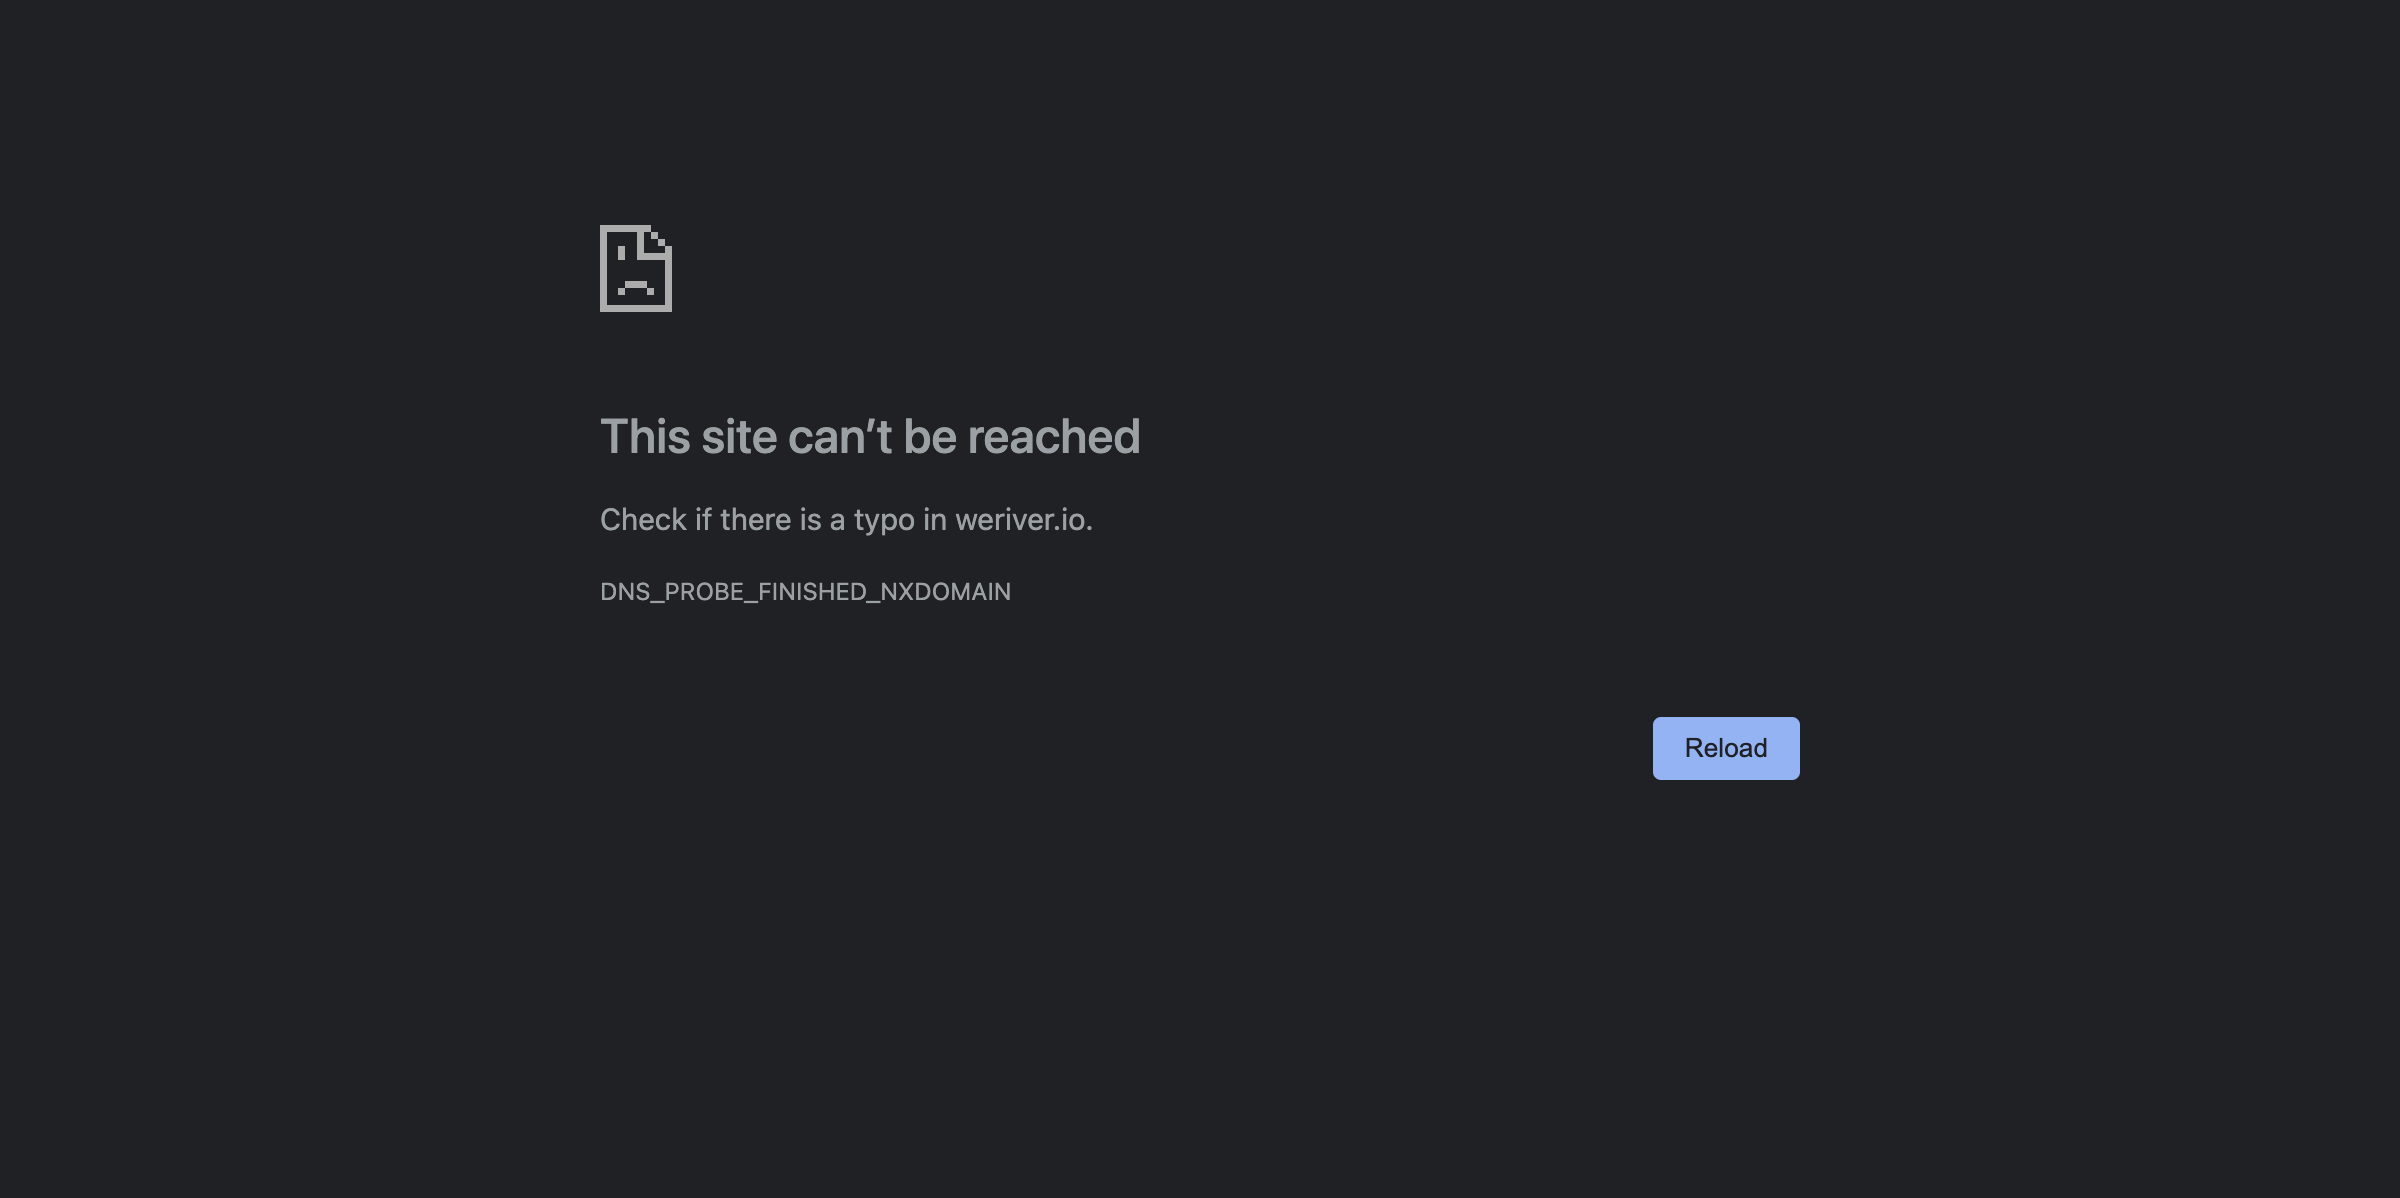 This site can’t be reached
Check if there is a typo in weriver.io.
DNS_PROBE_FINISHED_NXDOMAIN
Reload